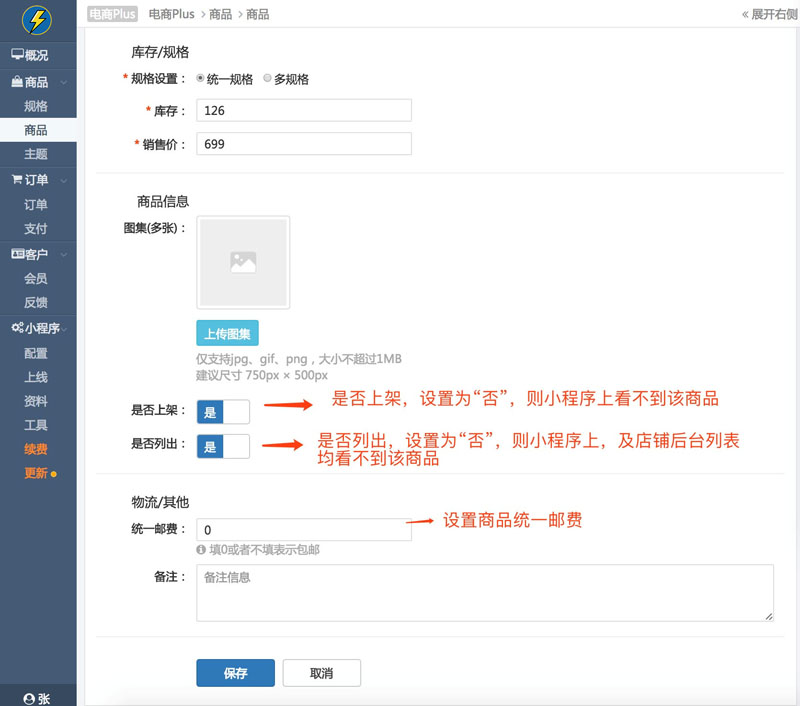 电商Plus 电商Plus > 商品 > 商品
« 展开右侧
概况
商品
规格
商品
主题
订单
订单
支付
客户
会员
反馈
小程序
配置
上线
资料
工具
续费
更新
张
库存/规格
* 规格设置： 统一规格 多规格
* 库存： 126
* 销售价： 699
商品信息
图集(多张)：
上传图集
仅支持jpg、gif、png，大小不超过1MB
建议尺寸 750px × 500px
是否上架： 是
是否上架，设置为“否”，则小程序上看不到该商品
是否列出： 是
是否列出，设置为“否”，则小程序上，及店铺后台列表
均看不到该商品
物流/其他
统一邮费： 0
设置商品统一邮费
填0或者不填表示包邮
备注： 备注信息
保存 取消